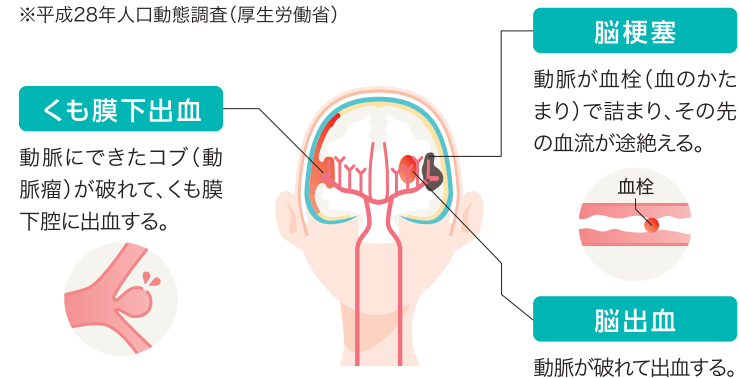 ※平成28年人口動態調査(厚生労働省)
くも膜下出血
動脈にできたコブ(動
脈瘤)が破れて、くも膜
下腔に出血する。
脳梗塞
動脈が血栓(血のかた
まり)で詰まり、その先
の血流が途絶える。
血栓
脳出血
動脈が破れて出血する。